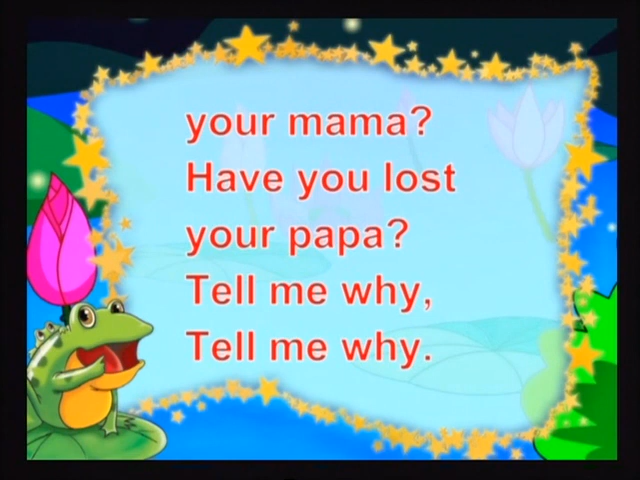 your mama?
Have you lost
your papa?
Tell me why,
Tell me why.